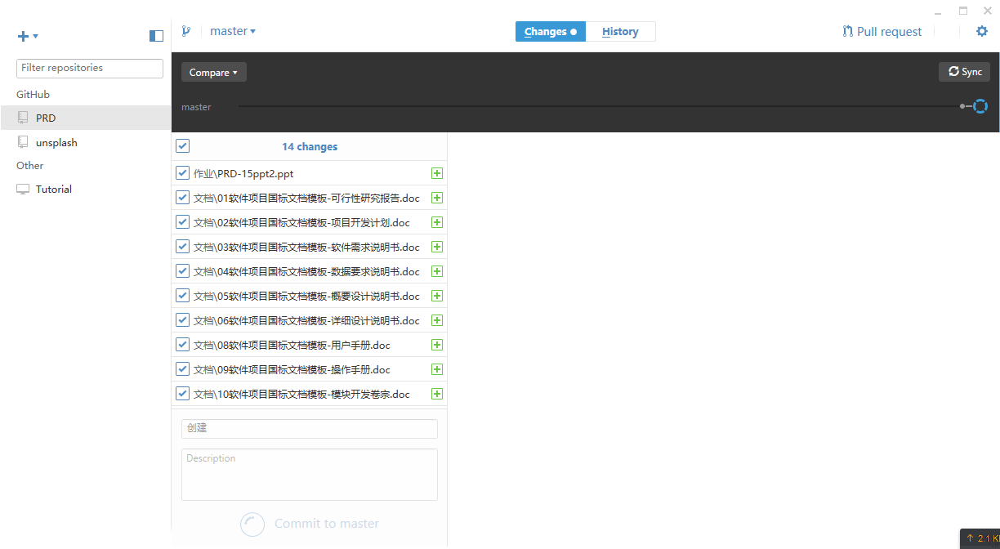 master
Changes
History
Pull request
Filter repositories
GitHub
PRD
unsplash
Other
Tutorial
Compare
Sync
master
14 changes
作业\PRD-15ppt2.ppt
文档\01软件项目国标文档模板-可行性研究报告.doc
文档\02软件项目国标文档模板-项目开发计划.doc
文档\03软件项目国标文档模板-软件需求说明书.doc
文档\04软件项目国标文档模板-数据要求说明书.doc
文档\05软件项目国标文档模板-概要设计说明书.doc
文档\06软件项目国标文档模板-详细设计说明书.doc
文档\08软件项目国标文档模板-用户手册.doc
文档\09软件项目国标文档模板-操作手册.doc
文档\10软件项目国标文档模板-模块开发卷宗.doc
创建
Description
Commit to master
↑ 2.1 K